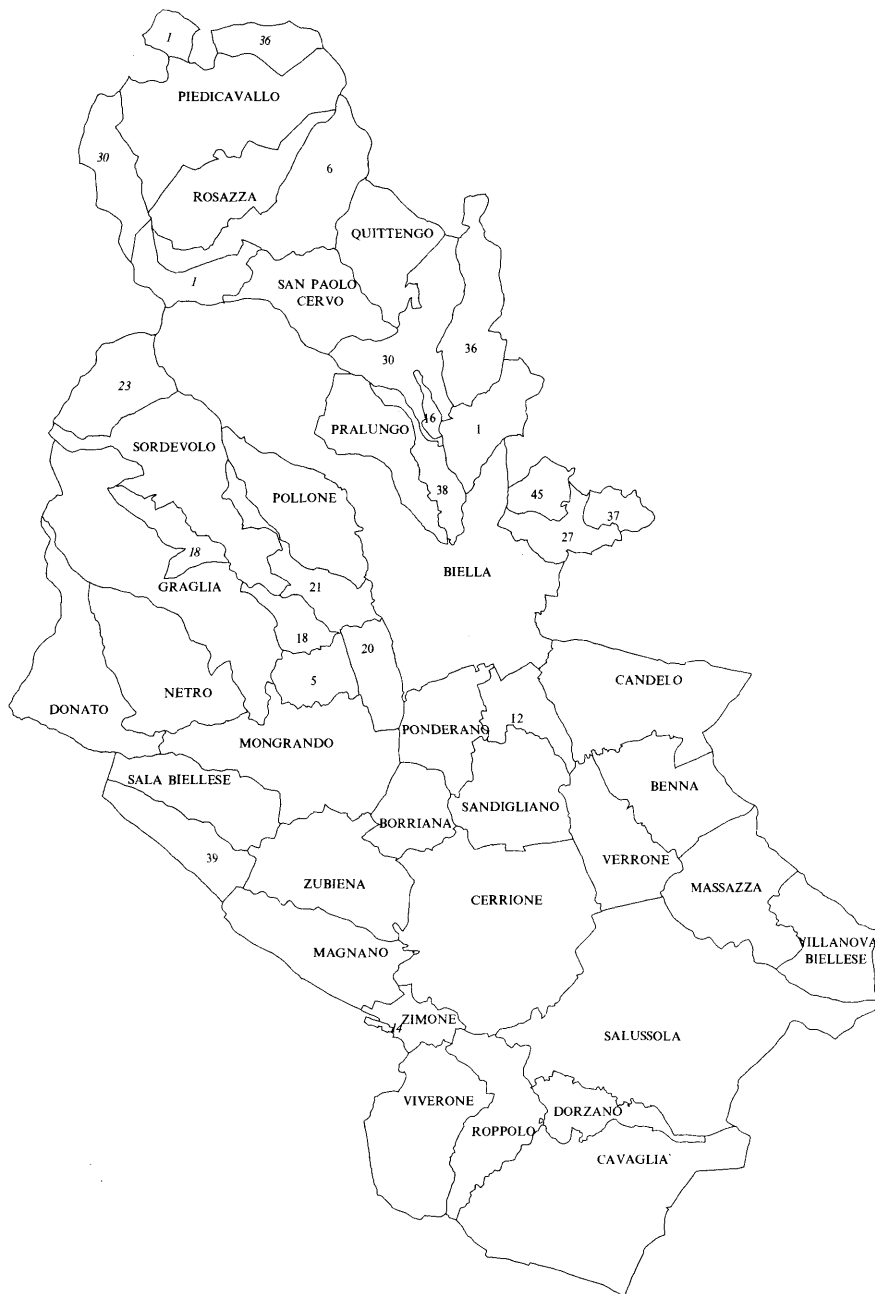 1
36
PIEDICAVALLO
30
6
ROSAZZA
QUITTENGO
1
SAN PAOLO
CERVO
36
30
23
16
1
PRALUNGO
SORDEVOLO
38
45
POLLONE
37
27
18
BIELLA
GRAGLIA
21
18
20
5
CANDELO
NETRO
DONATO
12
PONDERANO
MONGRANDO
SALA BIELLESE
BENNA
SANDIGLIANO
BORRIANA
39
VERRONE
ZUBIENA
MASSAZZA
CERRIONE
VILLANOVA
BIELLESE
MAGNANO
ZIMONE
14
SALUSSOLA
VIVERONE
DORZANO
ROPPOLO
CAVAGLIA'